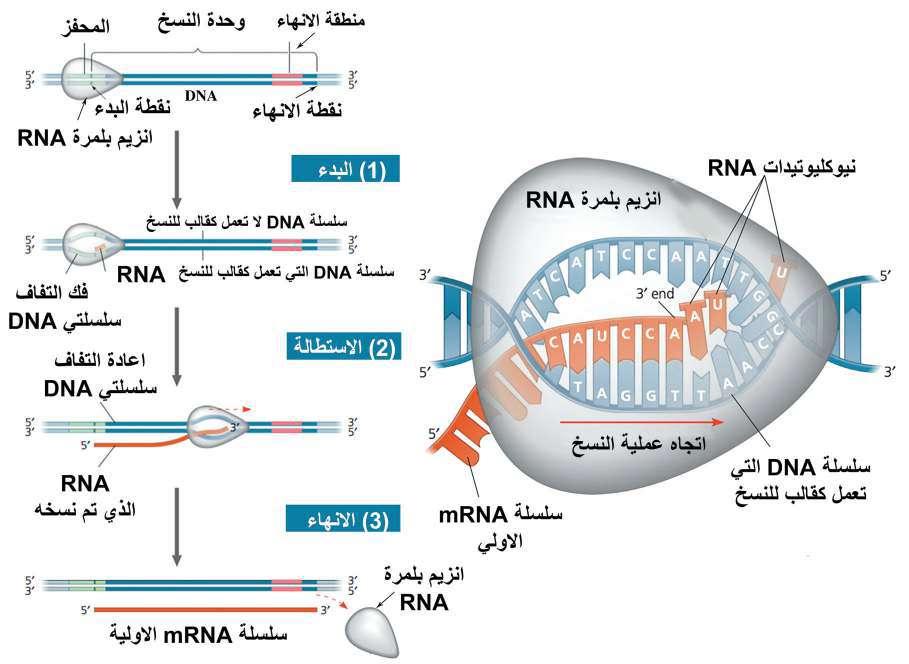 المحفز
وحدة النسخ
منطقة الانهاء
5′
3′
3′
5′
DNA
نقطة البدء
نقطة الانهاء
انزيم بلمرة RNA
(1) البدء
سلسلة DNA لا تعمل كقالب للنسخ
5′
3′
3′
5′
RNA
سلسلة DNA التي تعمل كقالب للنسخ
فك التفاف
سلسلتي DNA
(2) الاستطالة
اعادة التفاف
سلسلتي DNA
5′
3′
3′
3′
5′
5′
RNA
الذي تم نسخه
(3) الانهاء
5′
3′
3′
5′
5′
3′
سلسلة mRNA الاولية
انزيم بلمرة
RNA
نيوكليوتيدات RNA
انزيم بلمرة RNA
3′
5′
A T C A T C C A A T T G G
3′ end
U
C A U C C A A U
T A G G T T A A C C
5′
3′
5′
اتجاه عملية النسخ
سلسلة DNA التي
تعمل كقالب للنسخ
سلسلة mRNA
الاولي